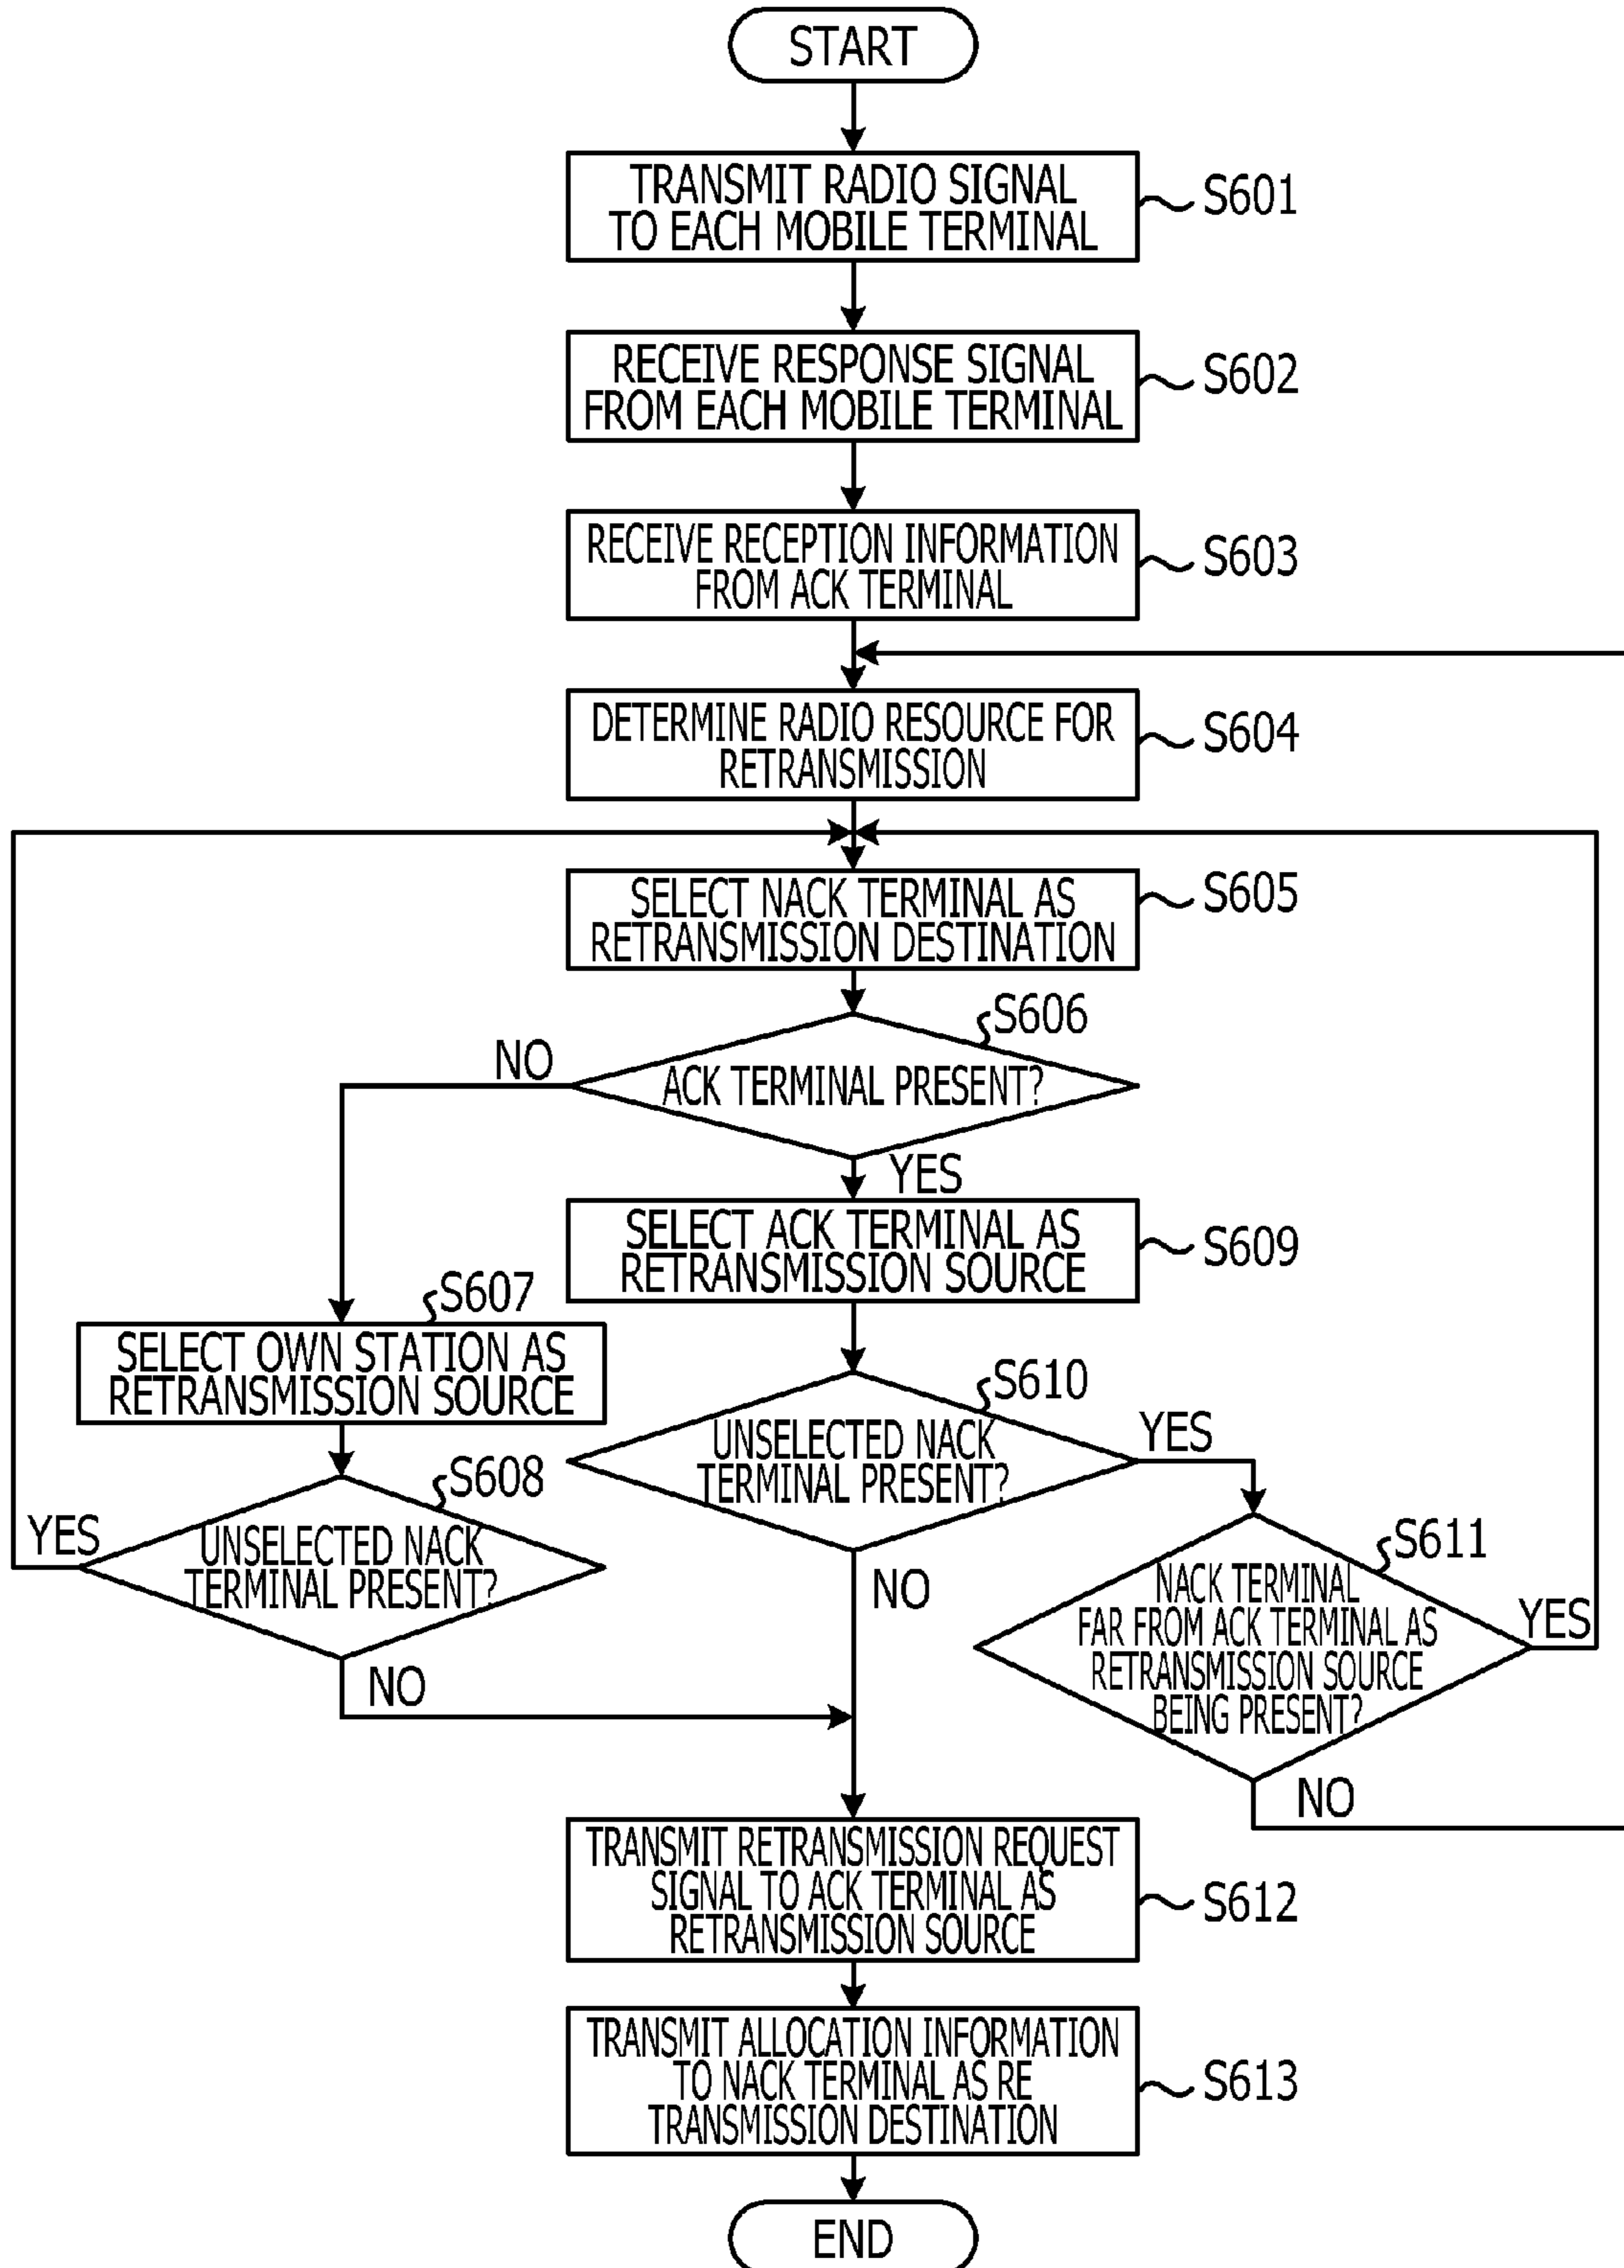 START
TRANSMIT RADIO SIGNAL
TO EACH MOBILE TERMINAL
S601
RECEIVE RESPONSE SIGNAL
FROM EACH MOBILE TERMINAL
S602
RECEIVE RECEPTION INFORMATION
FROM ACK TERMINAL
S603
DETERMINE RADIO RESOURCE FOR
RETRANSMISSION
S604
SELECT NACK TERMINAL AS
RETRANSMISSION DESTINATION
S605
S606
NO
ACK TERMINAL PRESENT?
YES
SELECT ACK TERMINAL AS
RETRANSMISSION SOURCE
S609
S607
SELECT OWN STATION AS
RETRANSMISSION SOURCE
S610
UNSELECTED NACK
TERMINAL PRESENT?
YES
NO
S608
UNSELECTED NACK
TERMINAL PRESENT?
YES
NO
S611
NACK TERMINAL
FAR FROM ACK TERMINAL AS
RETRANSMISSION SOURCE
BEING PRESENT?
YES
NO
TRANSMIT RETRANSMISSION REQUEST
SIGNAL TO ACK TERMINAL AS
RETRANSMISSION SOURCE
S612
TRANSMIT ALLOCATION INFORMATION
TO NACK TERMINAL AS RE
TRANSMISSION DESTINATION
S613
END